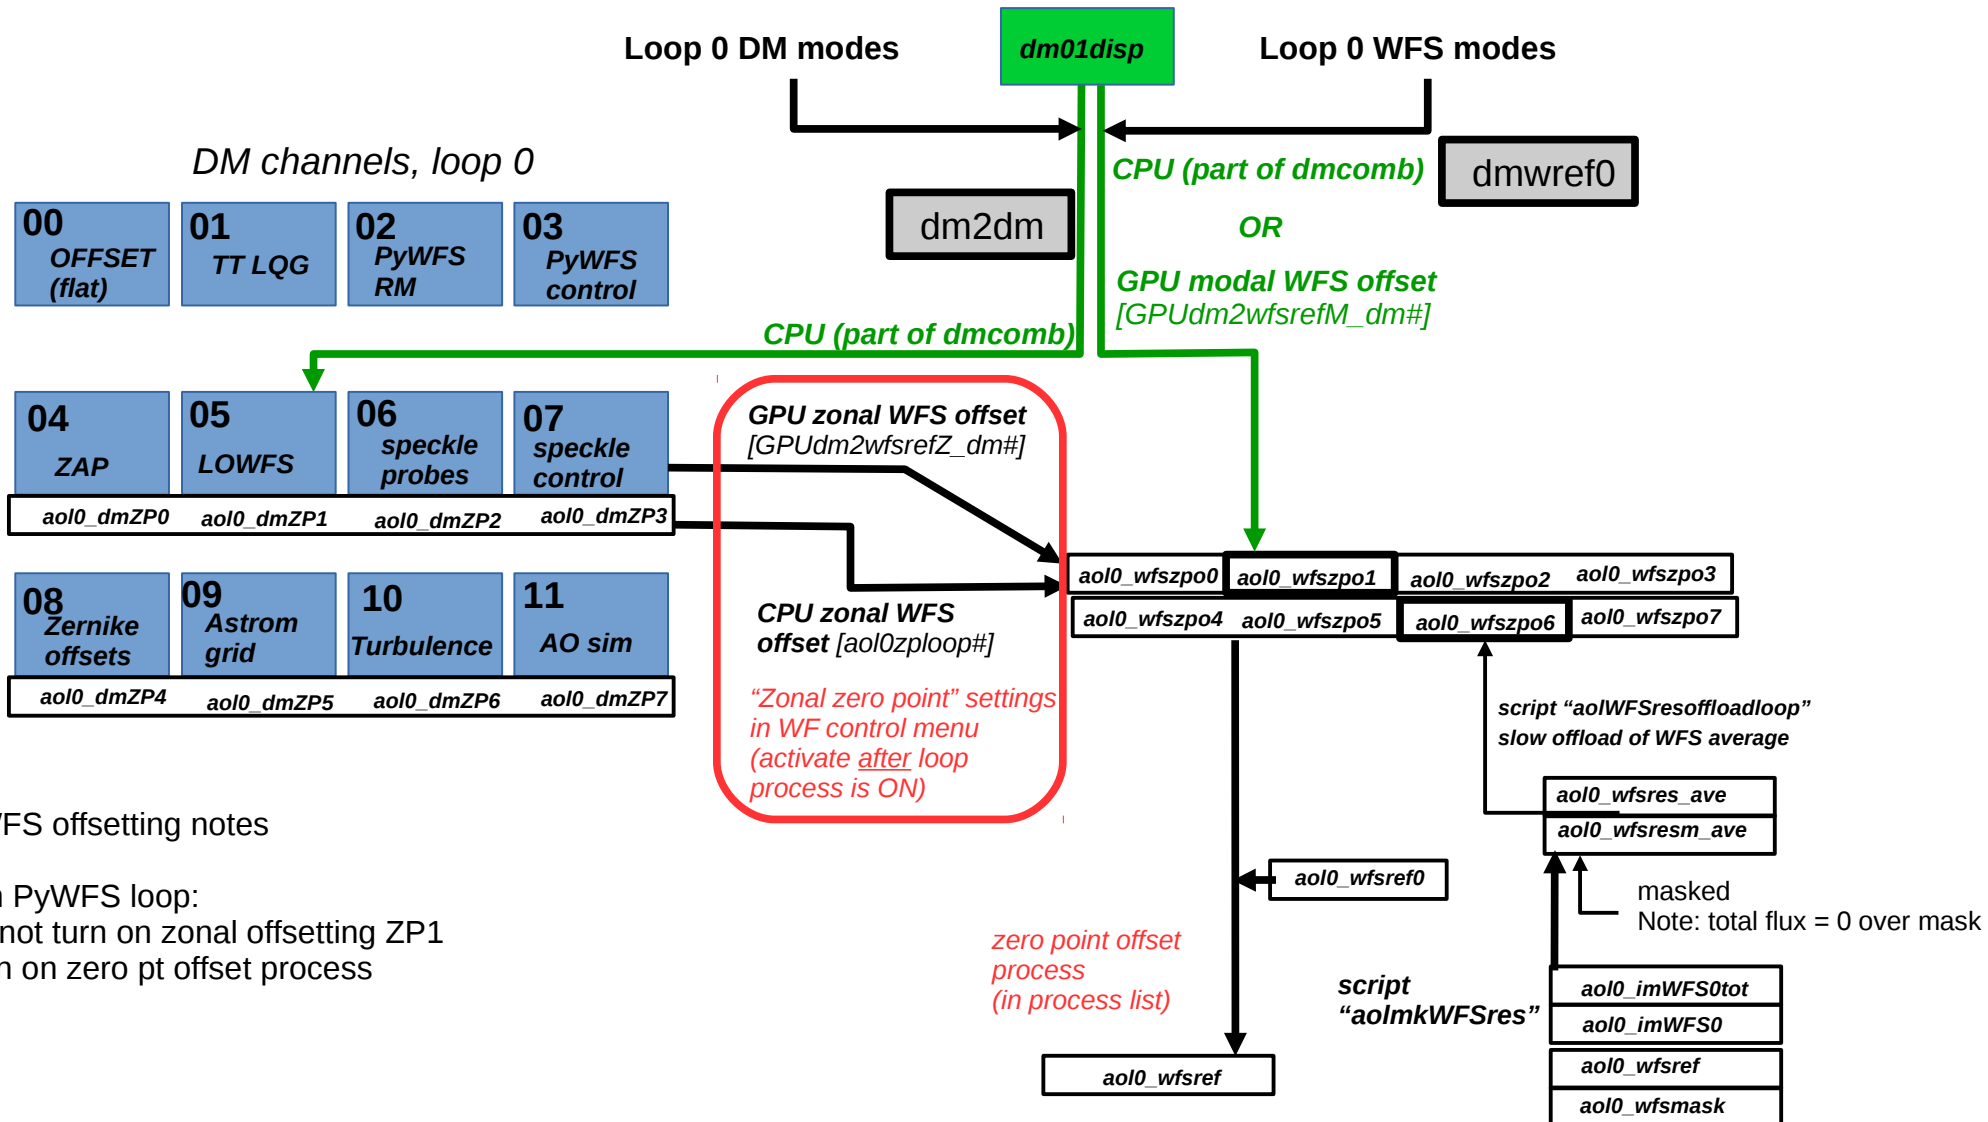 Loop 0 DM modes
dm01disp
Loop 0 WFS modes
DM channels, loop 0
CPU (part of dmcomb)
dmwref0
dm2dm
OR
GPU modal WFS offset
[GPUdm2wfsrefM_dm#]
CPU (part of dmcomb)
00
OFFSET
(flat)
01
TT LQG
02
PyWFS
RM
03
PyWFS
control
04
ZAP
05
LOWFS
06
speckle
probes
07
speckle
control
aol0_dmZP0
aol0_dmZP1
aol0_dmZP2
aol0_dmZP3
08
Zernike
offsets
09
Astrom
grid
10
Turbulence
11
AO sim
aol0_dmZP4
aol0_dmZP5
aol0_dmZP6
aol0_dmZP7
GPU zonal WFS offset
[GPUdm2wfsrefZ_dm#]
CPU zonal WFS
offset [aol0zploop#]
“Zonal zero point” settings
in WF control menu
(activate after loop
process is ON)
aol0_wfszpo0
aol0_wfszpo1
aol0_wfszpo2
aol0_wfszpo3
aol0_wfszpo4
aol0_wfszpo5
aol0_wfszpo6
aol0_wfszpo7
script “aolWFSresoffloadloop”
slow offload of WFS average
aol0_wfsres_ave
aol0_wfsresm_ave
masked
Note: total flux = 0 over mask
aol0_wfsref0
zero point offset
process
(in process list)
script
“aolmkWFSres”
aol0_imWFS0tot
aol0_imWFS0
aol0_wfsref
aol0_wfsmask
aol0_wfsref
FS offsetting notes
PyWFS loop:
not turn on zonal offsetting ZP1
on zero pt offset process